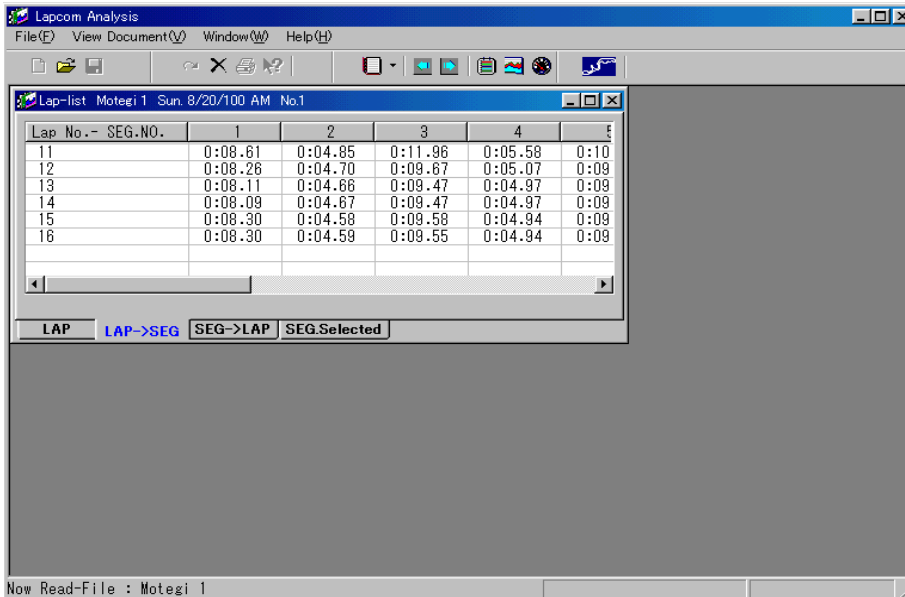 Lapcom Analysis
File(F) View Document(V) Window(W) Help(H)
Lap-list Motegi 1 Sun. 8/20/100 AM No.1
Lap No.- SEG.NO. 1 2 3 4 5
11 0:08.61 0:04.85 0:11.96 0:05.58 0:10
12 0:08.26 0:04.70 0:09.67 0:05.07 0:09
13 0:08.11 0:04.66 0:09.47 0:04.97 0:09
14 0:08.09 0:04.67 0:09.47 0:04.97 0:09
15 0:08.30 0:04.58 0:09.58 0:04.94 0:09
16 0:08.30 0:04.59 0:09.55 0:04.94 0:09
LAP LAP->SEG SEG->LAP SEG.Selected
Now Read-File : Motegi 1